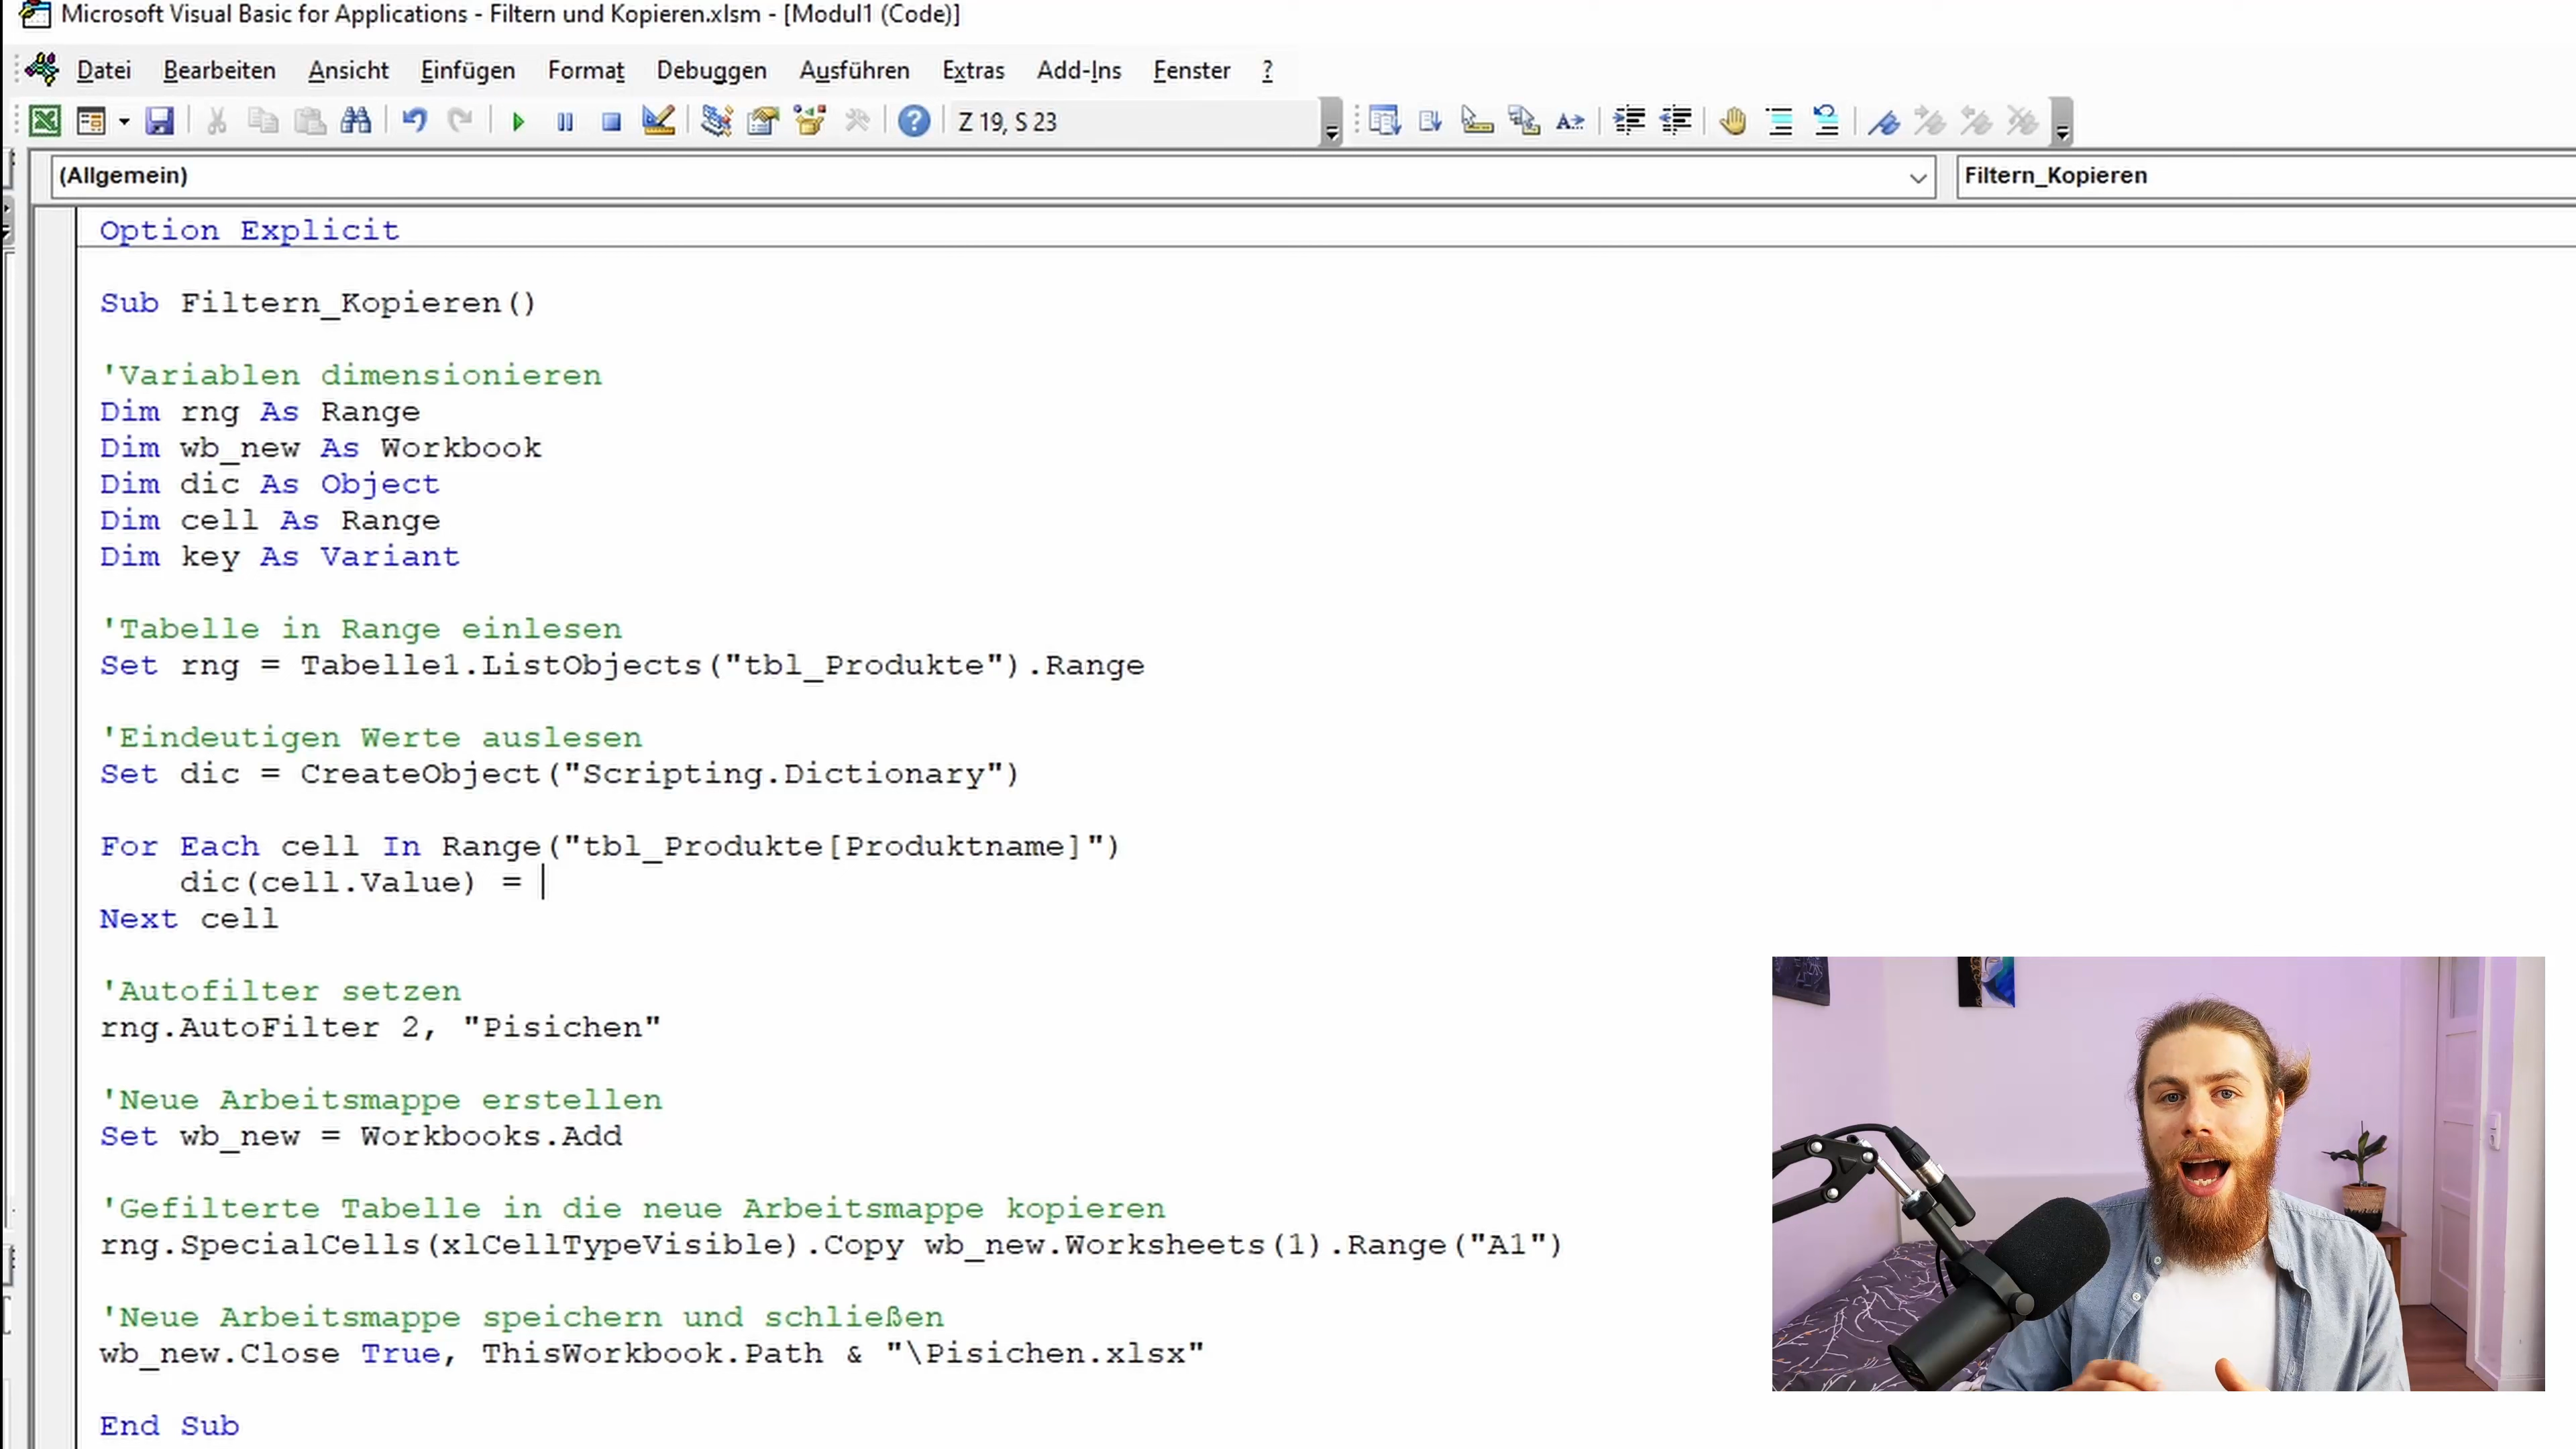 Microsoft Visual Basic for Applications - Filtern und Kopieren.xlsm - [Modul1 (Code)]
Datei Bearbeiten Ansicht Einfügen Format Debuggen Ausführen Extras Add-Ins Fenster ?
Z 19, S 23
(Allgemein) Filtern_Kopieren
Option Explicit
Sub Filtern_Kopieren()
'Variablen dimensionieren
Dim rng As Range
Dim wb_new As Workbook
Dim dic As Object
Dim cell As Range
Dim key As Variant
'Tabelle in Range einlesen
Set rng = Tabelle1.ListObjects("tbl_Produkte").Range
'Eindeutigen Werte auslesen
Set dic = CreateObject("Scripting.Dictionary")
For Each cell In Range("tbl_Produkte[Produktname]")
dic(cell.Value) =
Next cell
'Autofilter setzen
rng.AutoFilter 2, "Pisichen"
'Neue Arbeitsmappe erstellen
Set wb_new = Workbooks.Add
'Gefilterte Tabelle in die neue Arbeitsmappe kopieren
rng.SpecialCells(xlCellTypeVisible).Copy wb_new.Worksheets(1).Range("A1")
'Neue Arbeitsmappe speichern und schließen
wb_new.Close True, ThisWorkbook.Path & "\Pisichen.xlsx"
End Sub